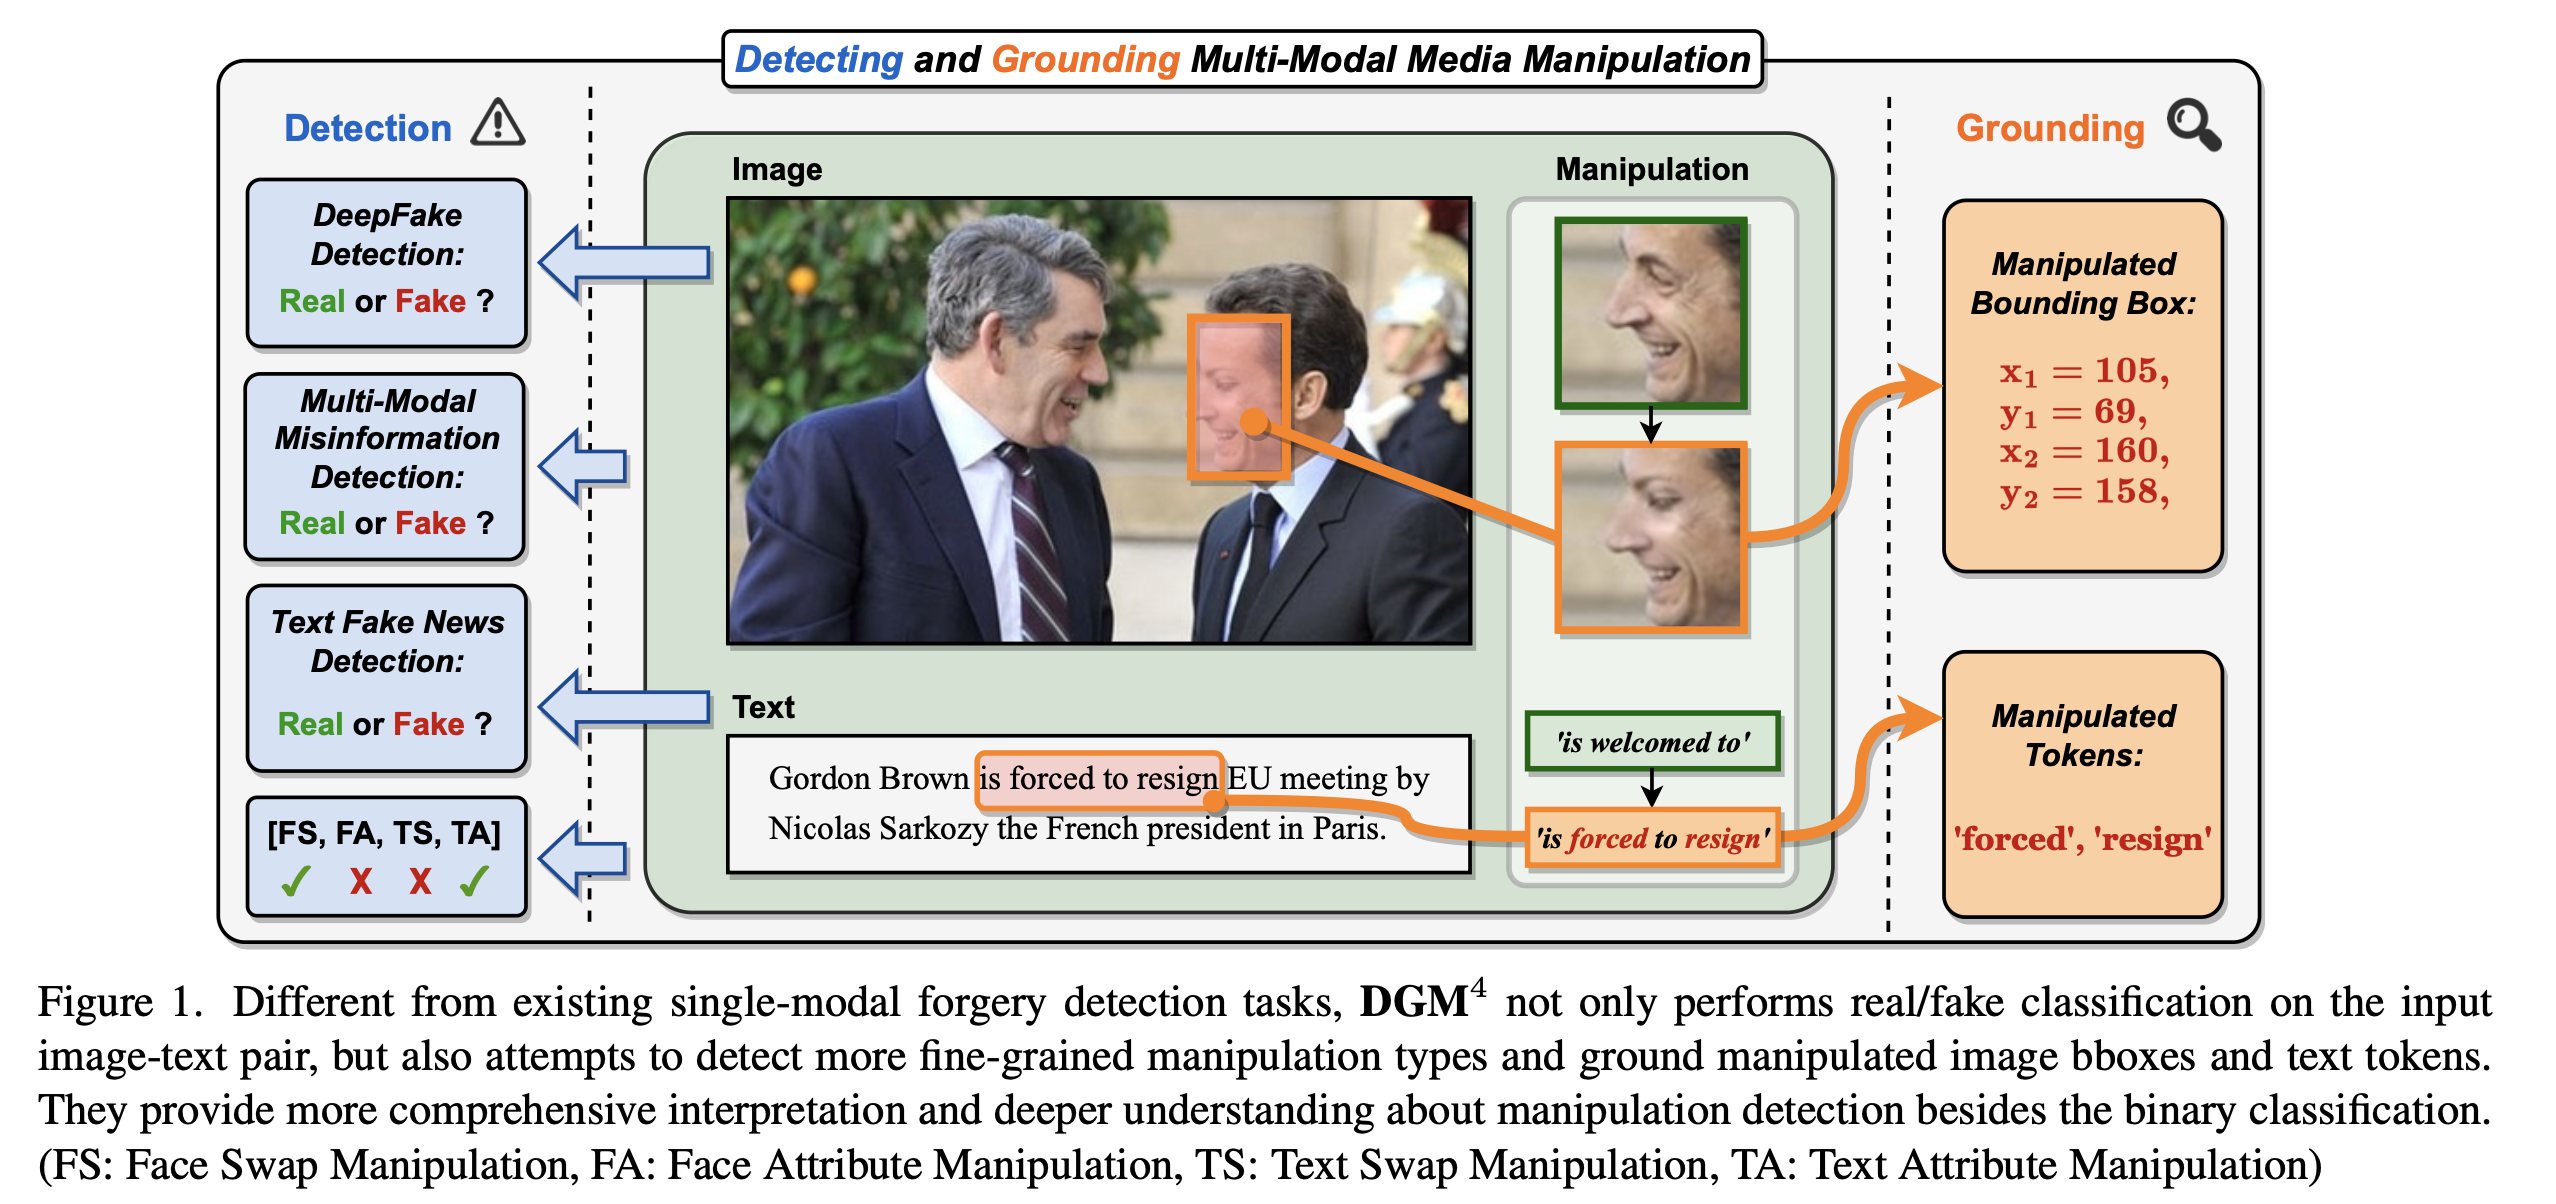 Detecting and Grounding Multi-Modal Media Manipulation
Detection
DeepFake
Detection:
Real or Fake ?
Multi-Modal
Misinformation
Detection:
Real or Fake ?
Text Fake News
Detection:
Real or Fake ?
[FS, FA, TS, TA]
✓ X X ✓
Image
Manipulation
Text
Gordon Brown is forced to resign EU meeting by
Nicolas Sarkozy the French president in Paris.
'is welcomed to'
'is forced to resign'
Grounding
Manipulated
Bounding Box:
x₁ = 105,
y₁ = 69,
x₂ = 160,
y₂ = 158,
Manipulated
Tokens:
'forced', 'resign'
Figure 1. Different from existing single-modal forgery detection tasks, DGM⁴ not only performs real/fake classification on the input
image-text pair, but also attempts to detect more fine-grained manipulation types and ground manipulated image bboxes and text tokens.
They provide more comprehensive interpretation and deeper understanding about manipulation detection besides the binary classification.
(FS: Face Swap Manipulation, FA: Face Attribute Manipulation, TS: Text Swap Manipulation, TA: Text Attribute Manipulation)